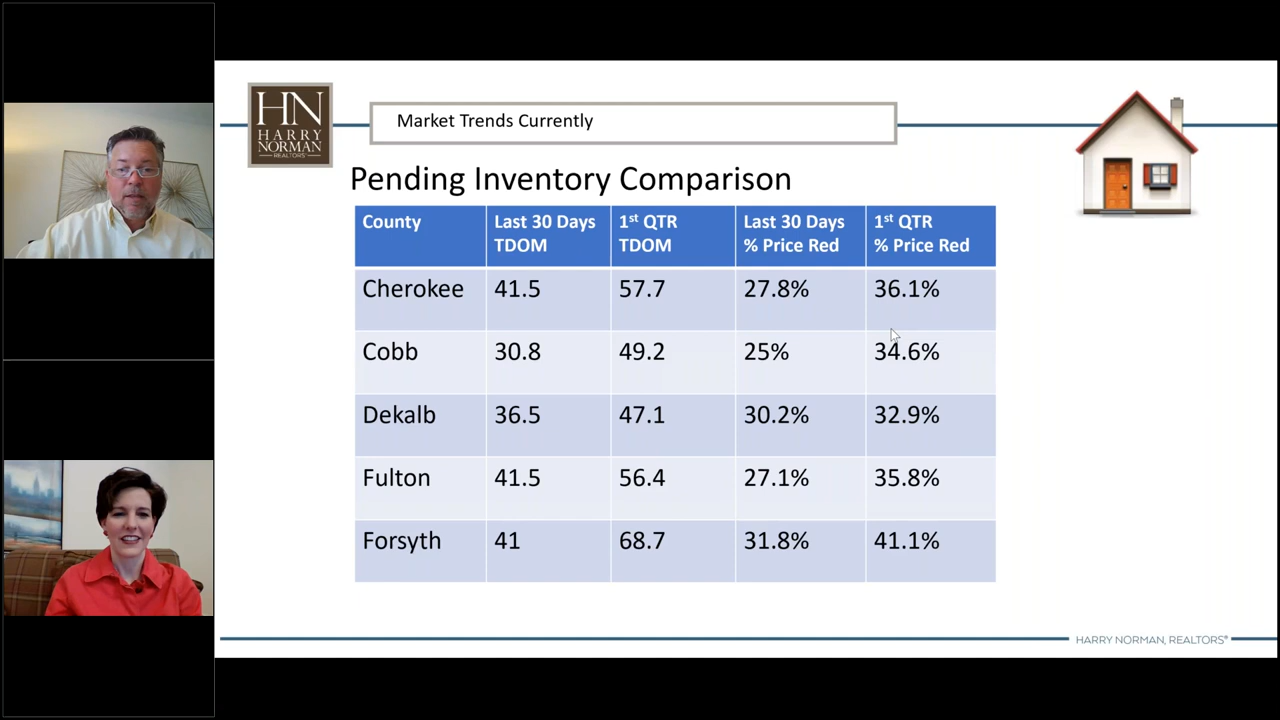 HN
HARRY
NORMAN
REALTORS®
Market Trends Currently
Pending Inventory Comparison
County Last 30 Days TDOM 1st QTR TDOM Last 30 Days % Price Red 1st QTR % Price Red
Cherokee 41.5 57.7 27.8% 36.1%
Cobb 30.8 49.2 25% 34.6%
Dekalb 36.5 47.1 30.2% 32.9%
Fulton 41.5 56.4 27.1% 35.8%
Forsyth 41 68.7 31.8% 41.1%
HARRY NORMAN, REALTORS®